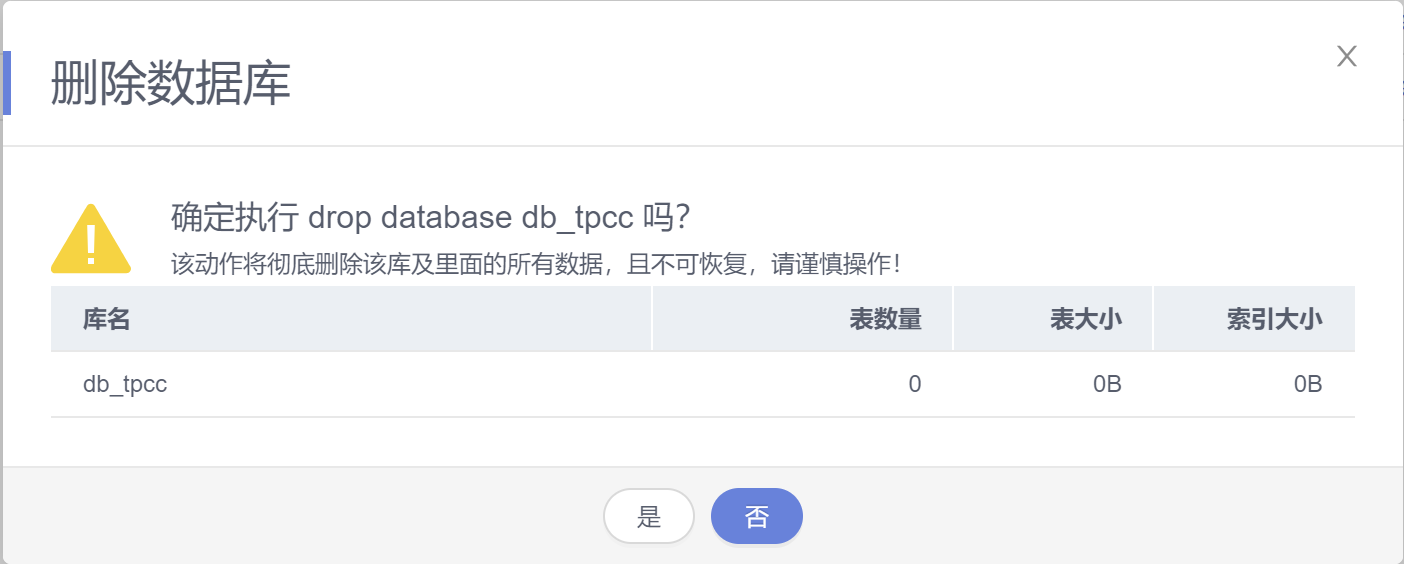 删除数据库
确定执行 drop database db_tpcc 吗？
该动作将彻底删除该库及里面的所有数据，且不可恢复，请谨慎操作！
库名 表数量 表大小 索引大小
db_tpcc 0 0B 0B
是 否